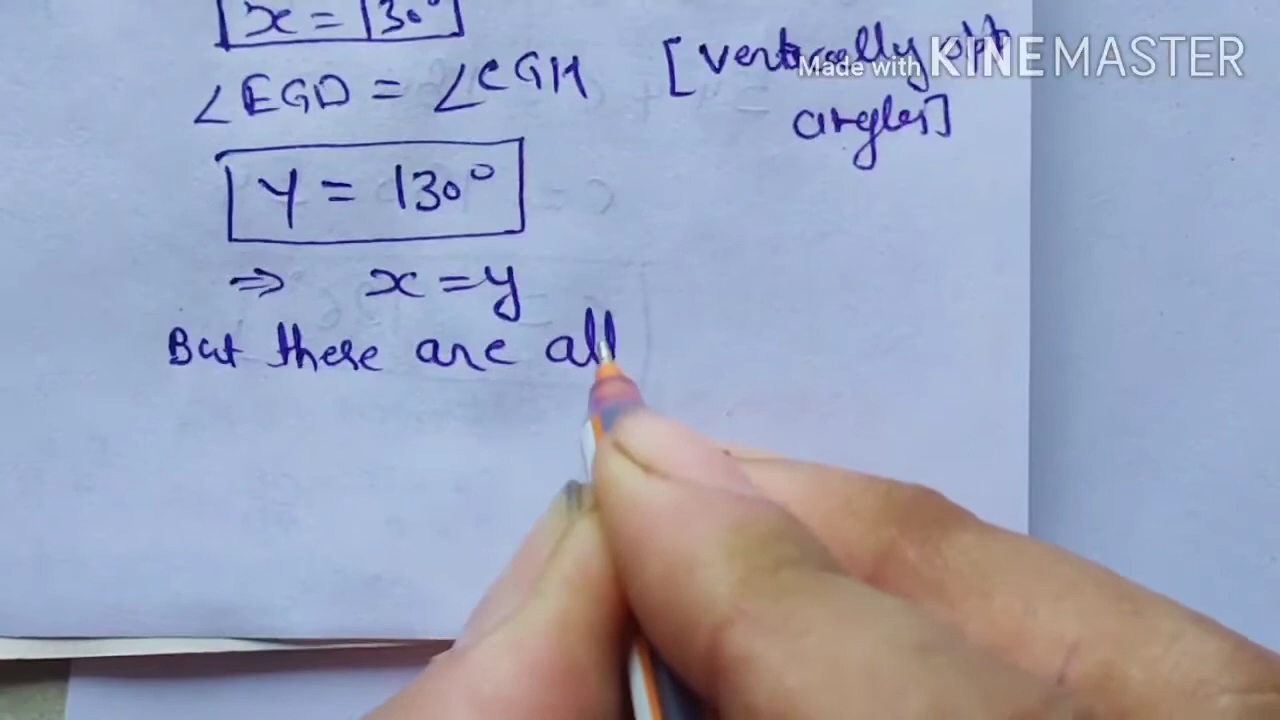 x = 130°
∠EGD = ∠CGH [vertically opp
angles]
Made with KINEMASTER
y = 130°
⇒ x = y
But these are all